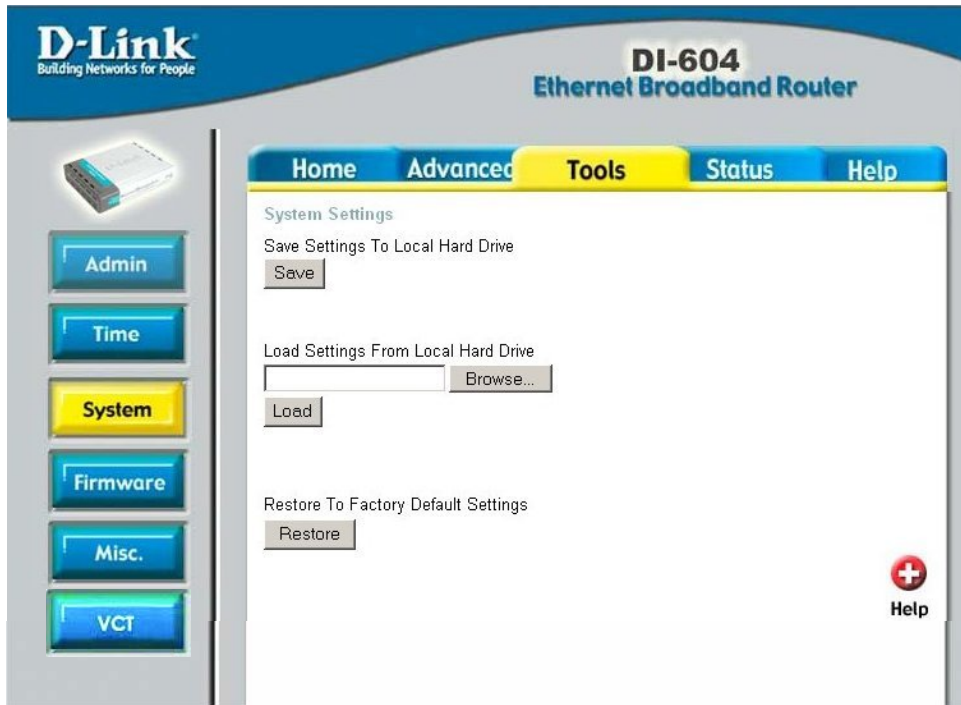 D-Link
Building Networks for People
DI-604
Ethernet Broadband Router
Home
Advanced
Tools
Status
Help
Admin
Time
System
Firmware
Misc.
VCT
System Settings
Save Settings To Local Hard Drive
Save
Load Settings From Local Hard Drive
Browse...
Load
Restore To Factory Default Settings
Restore
Help